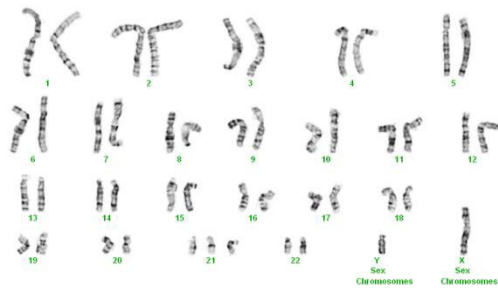 1 2 3 4 5
6 7 8 9 10 11 12
13 14 15 16 17 18
19 20 21 22 Y X
Sex Sex
Chromosomes Chromosomes